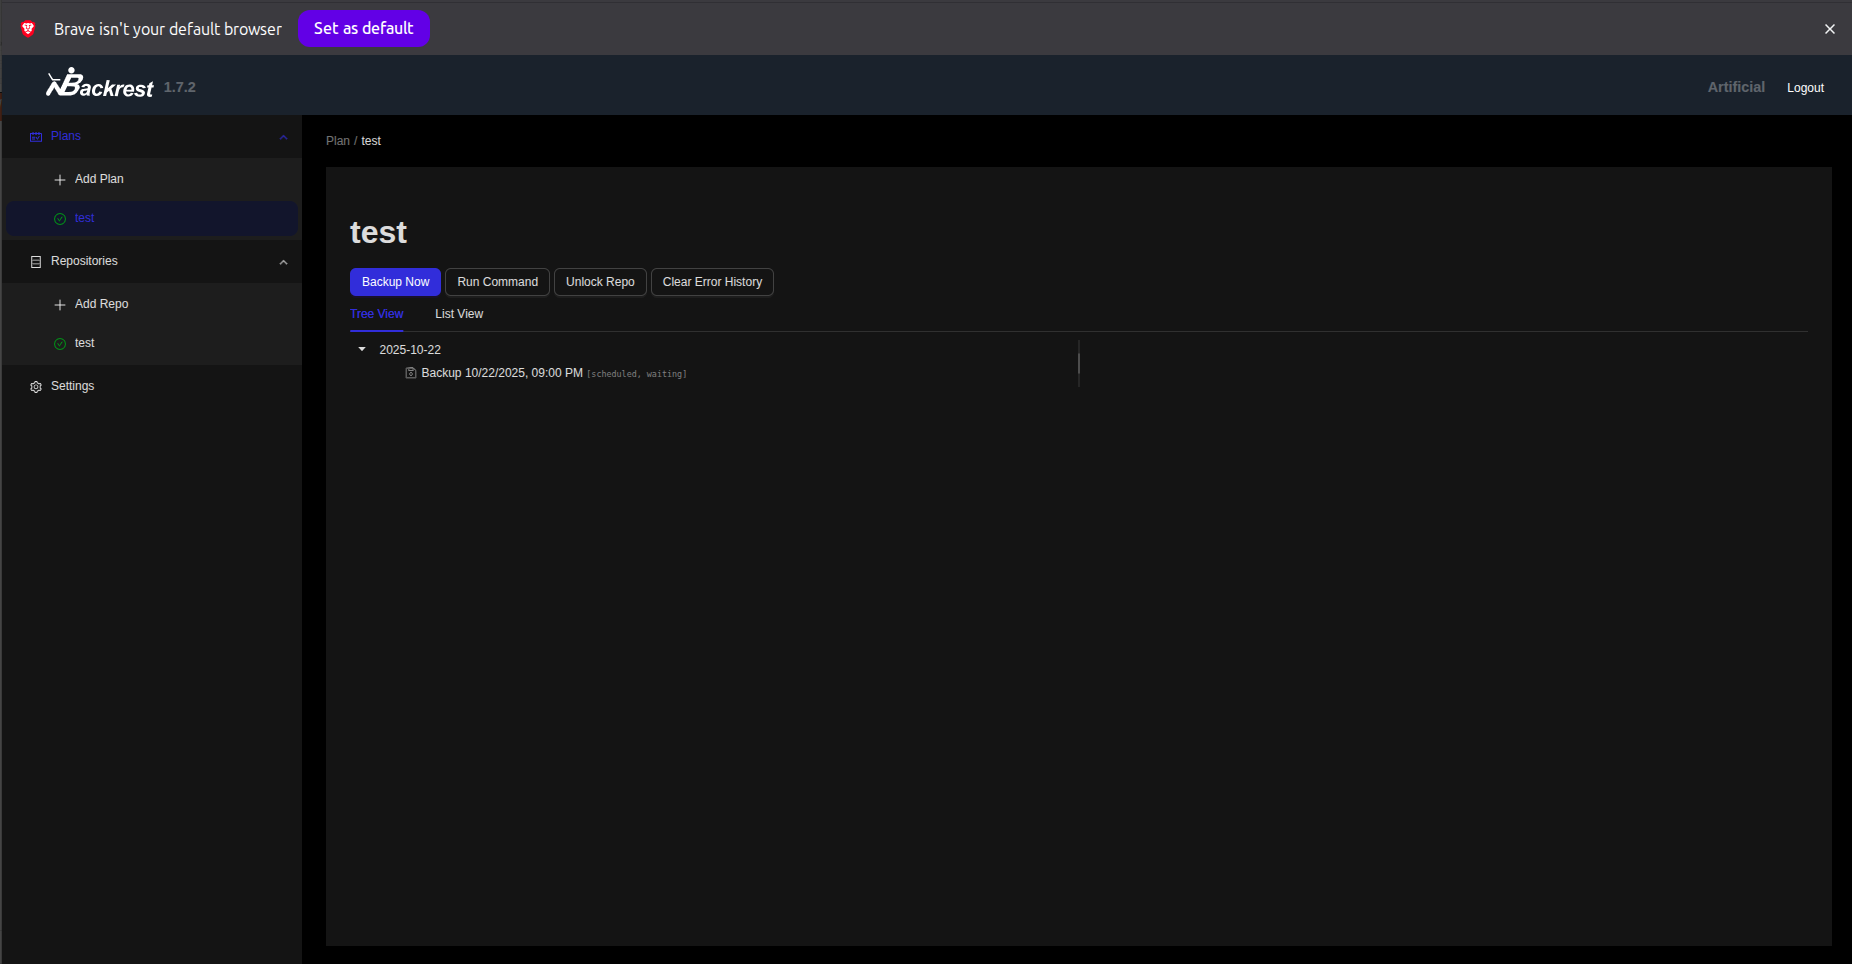 Brave isn't your default browser Set as default
Backrest 1.7.2 Artificial Logout
Plans
Add Plan
test
Repositories
Add Repo
test
Settings
Plan / test
test
Backup Now Run Command Unlock Repo Clear Error History
Tree View List View
2025-10-22
Backup 10/22/2025, 09:00 PM [scheduled, waiting]